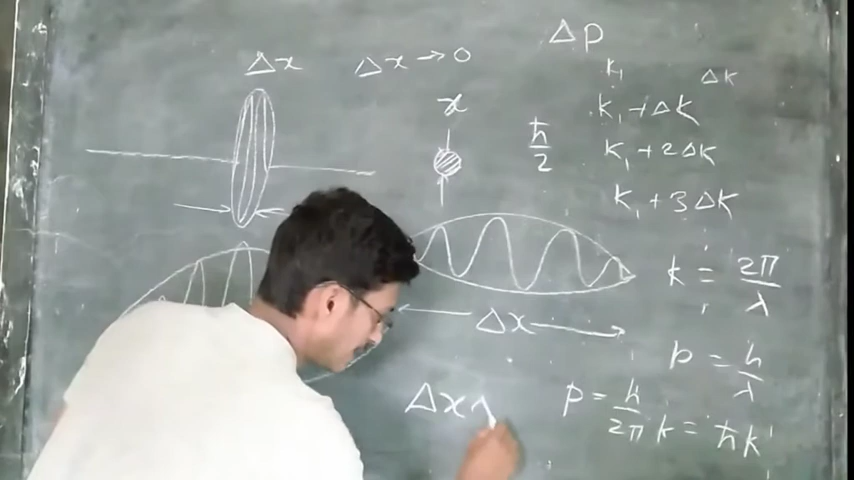 Δp
Δx Δx → 0
k₁ Δk
x k₁ + Δk
ħ/2 k₁ + 2Δk
k₁ + 3Δk
k = 2π/λ
Δx
p = h/λ
Δx
p = h/2π k = ħk